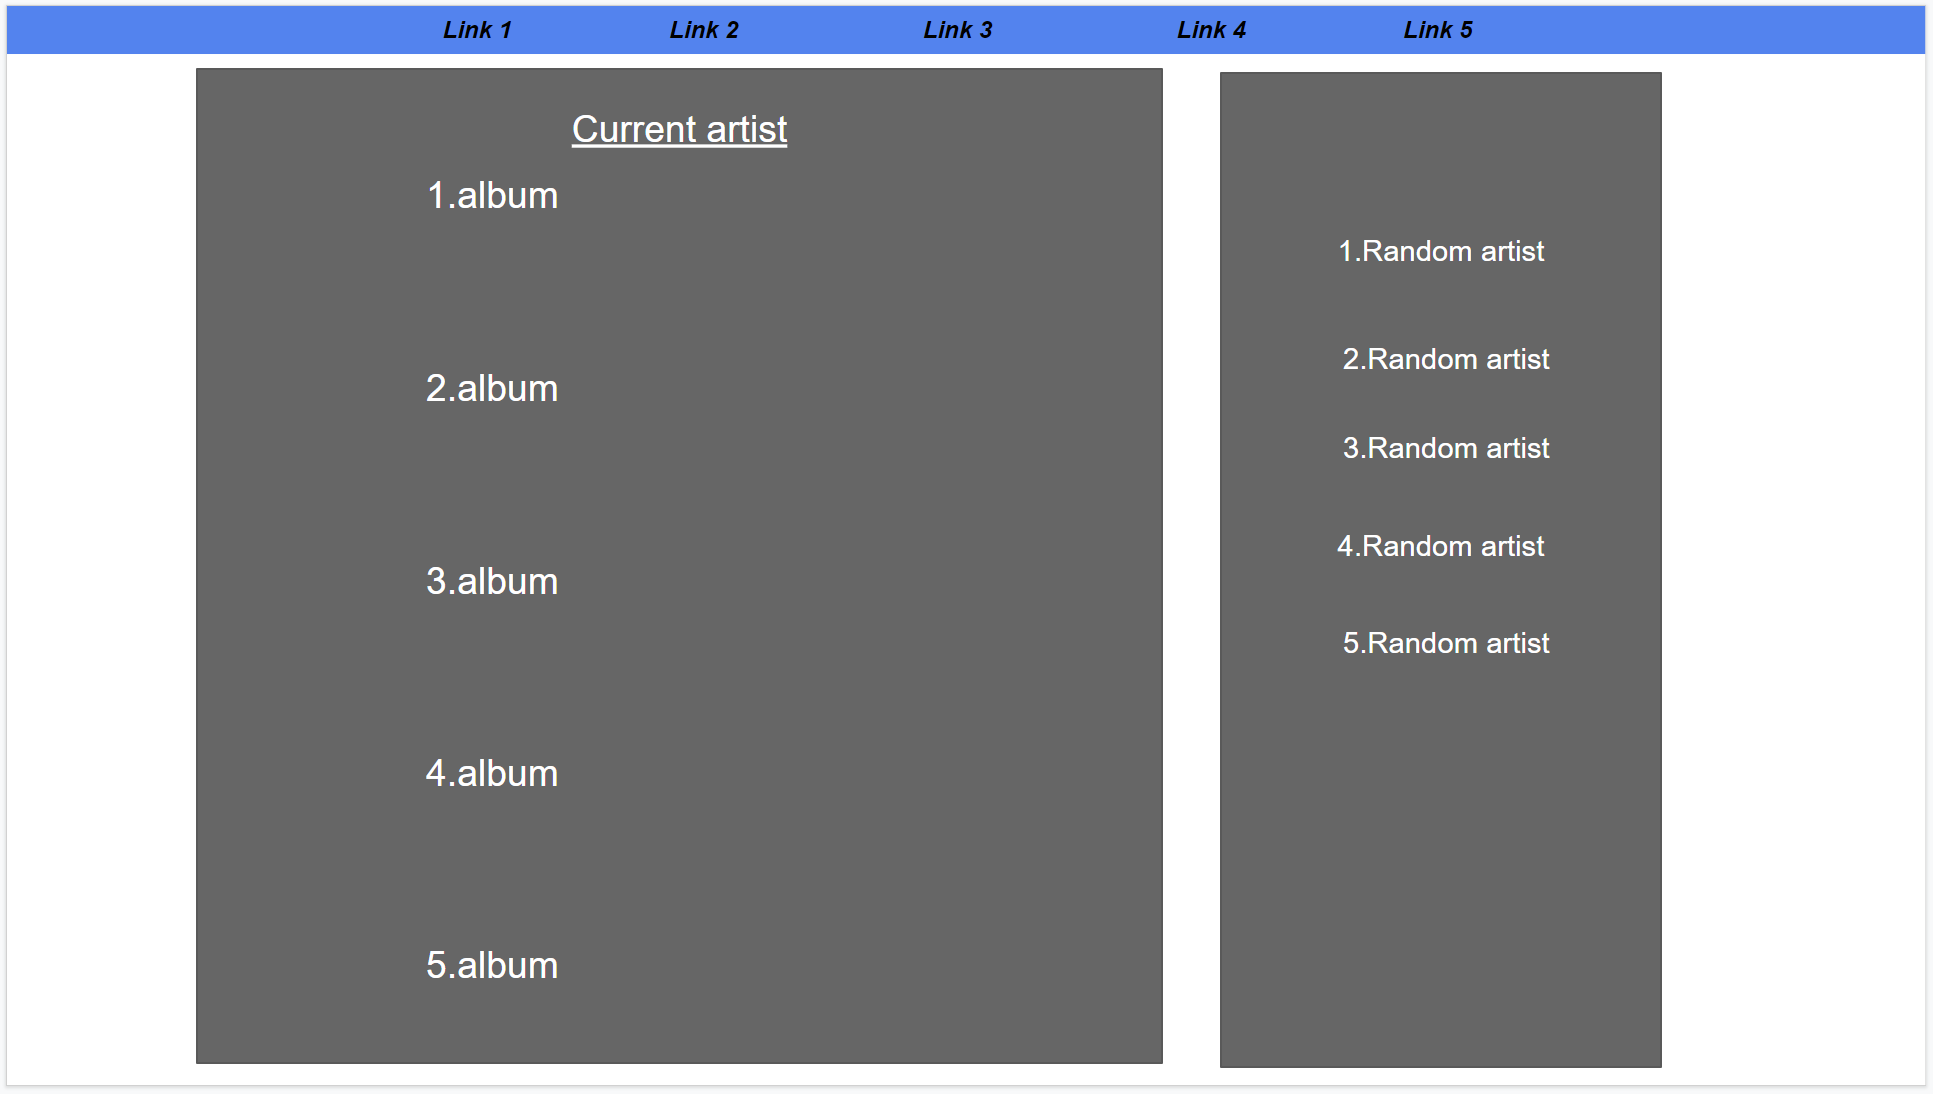 Link 1 Link 2 Link 3 Link 4 Link 5
Current artist
1.album
2.album
3.album
4.album
5.album
1.Random artist
2.Random artist
3.Random artist
4.Random artist
5.Random artist